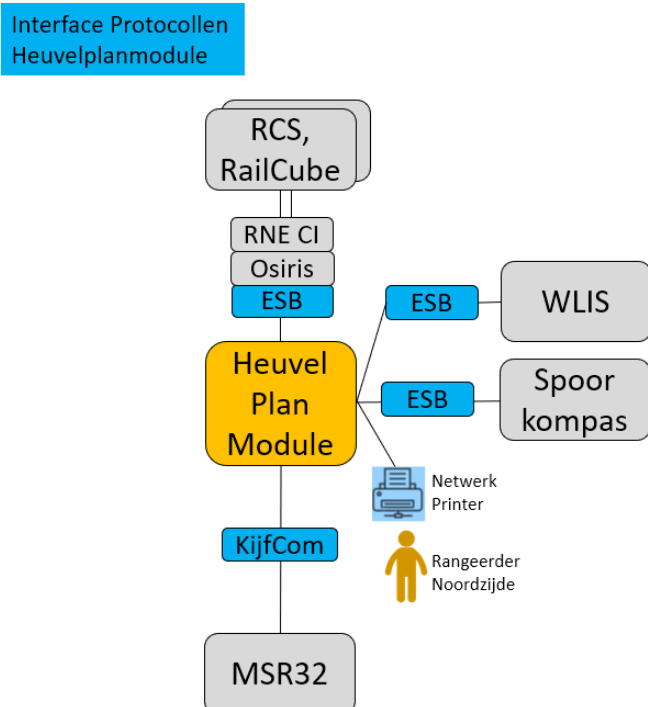 Interface Protocollen
Heuvelplanmodule
RCS,
RailCube
RNE CI
Osiris
ESB
ESB
WLIS
Heuvel
Plan
Module
ESB
Spoor
kompas
Netwerk
Printer
KijfCom
Rangeerder
Noordzijde
MSR32